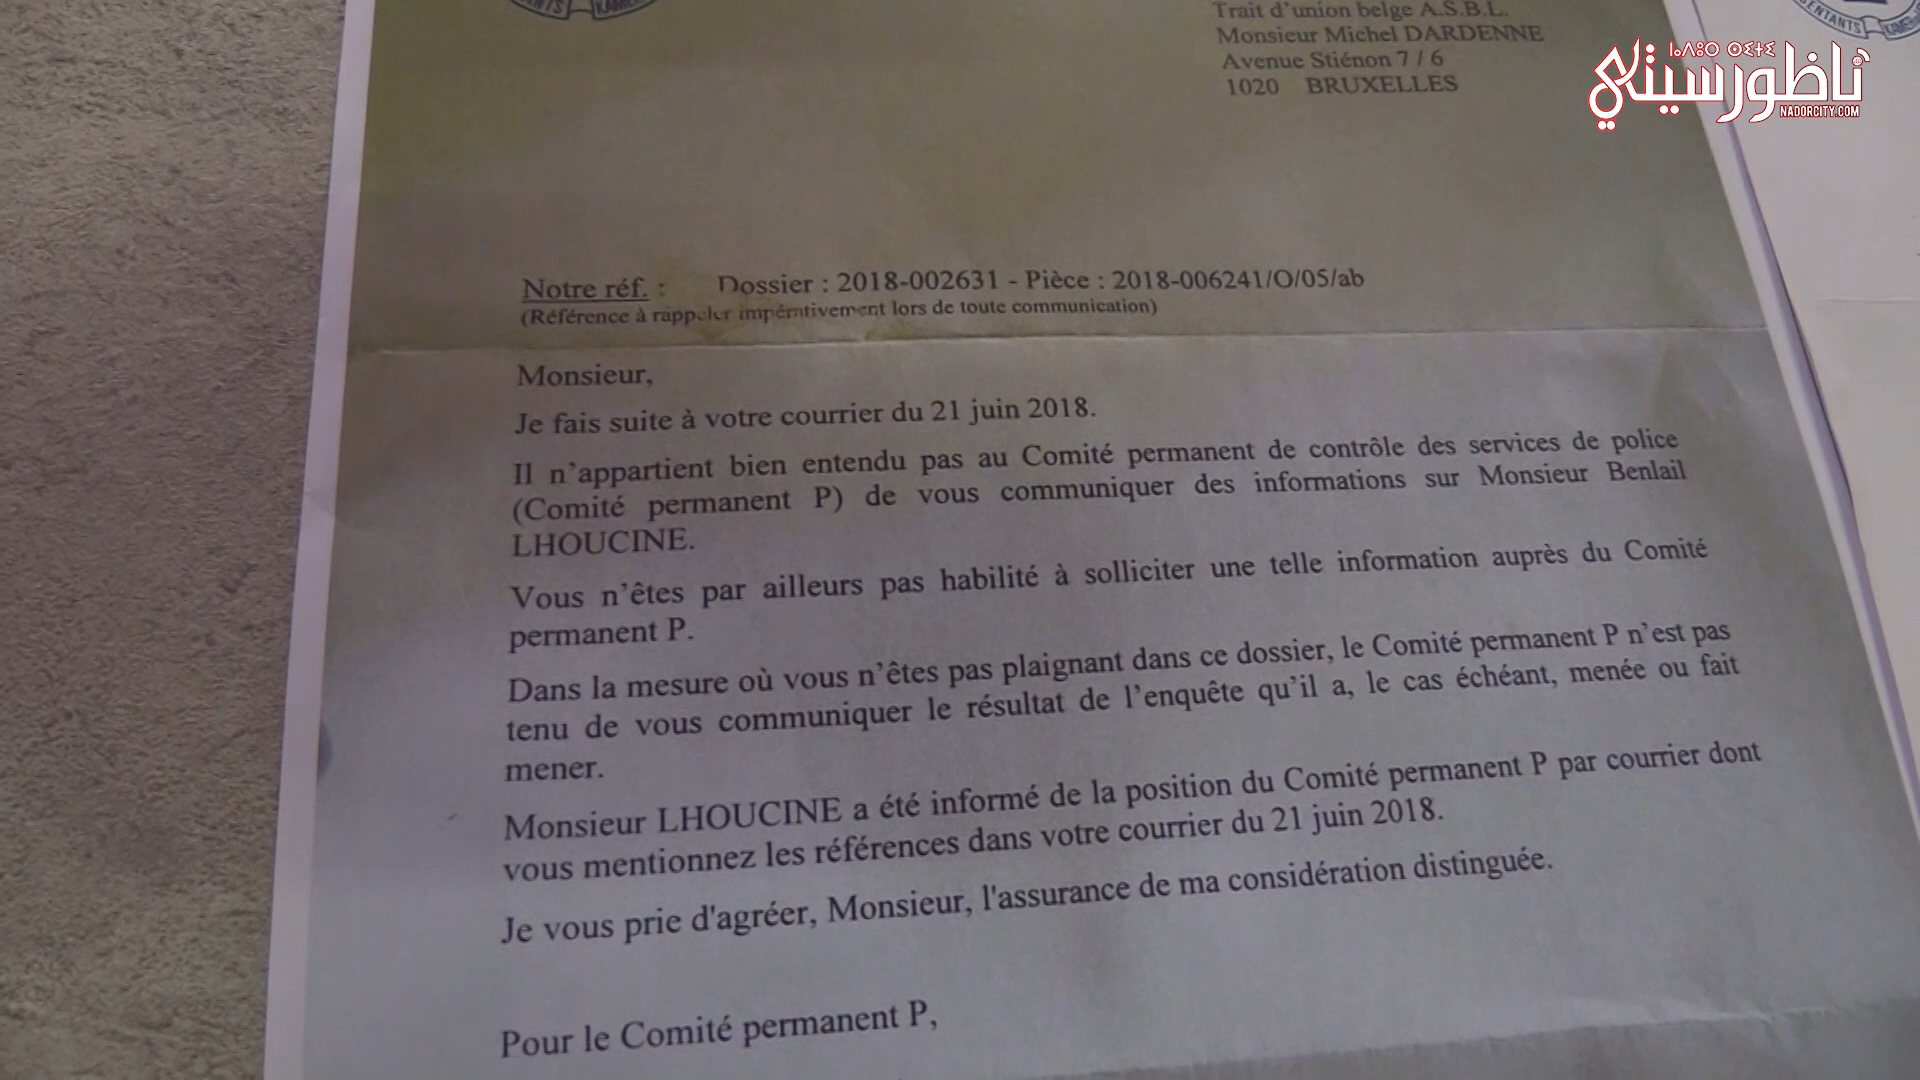 Trait d'union belge A.S.B.L.
Monsieur Michel DARDENNE
Avenue Stiénon 7 / 6
1020 BRUXELLES
ENTANTS
KAMER
ⵏⴰⴷⵓⵔ ⵙⵉⵜⵉ
ناظورسيتي
NADORCITY.COM
Notre réf. : Dossier : 2018-002631 - Pièce : 2018-006241/O/05/ab
(Référence à rappeler impérativement lors de toute communication)
Monsieur,
Je fais suite à votre courrier du 21 juin 2018.
Il n'appartient bien entendu pas au Comité permanent de contrôle des services de police
(Comité permanent P) de vous communiquer des informations sur Monsieur Benlail
LHOUCINE.
Vous n'êtes par ailleurs pas habilité à solliciter une telle information auprès du Comité
permanent P.
Dans la mesure où vous n'êtes pas plaignant dans ce dossier, le Comité permanent P n'est pas
tenu de vous communiquer le résultat de l'enquête qu'il a, le cas échéant, menée ou fait
mener.
Monsieur LHOUCINE a été informé de la position du Comité permanent P par courrier dont
vous mentionnez les références dans votre courrier du 21 juin 2018.
Je vous prie d'agréer, Monsieur, l'assurance de ma considération distinguée.
Pour le Comité permanent P,